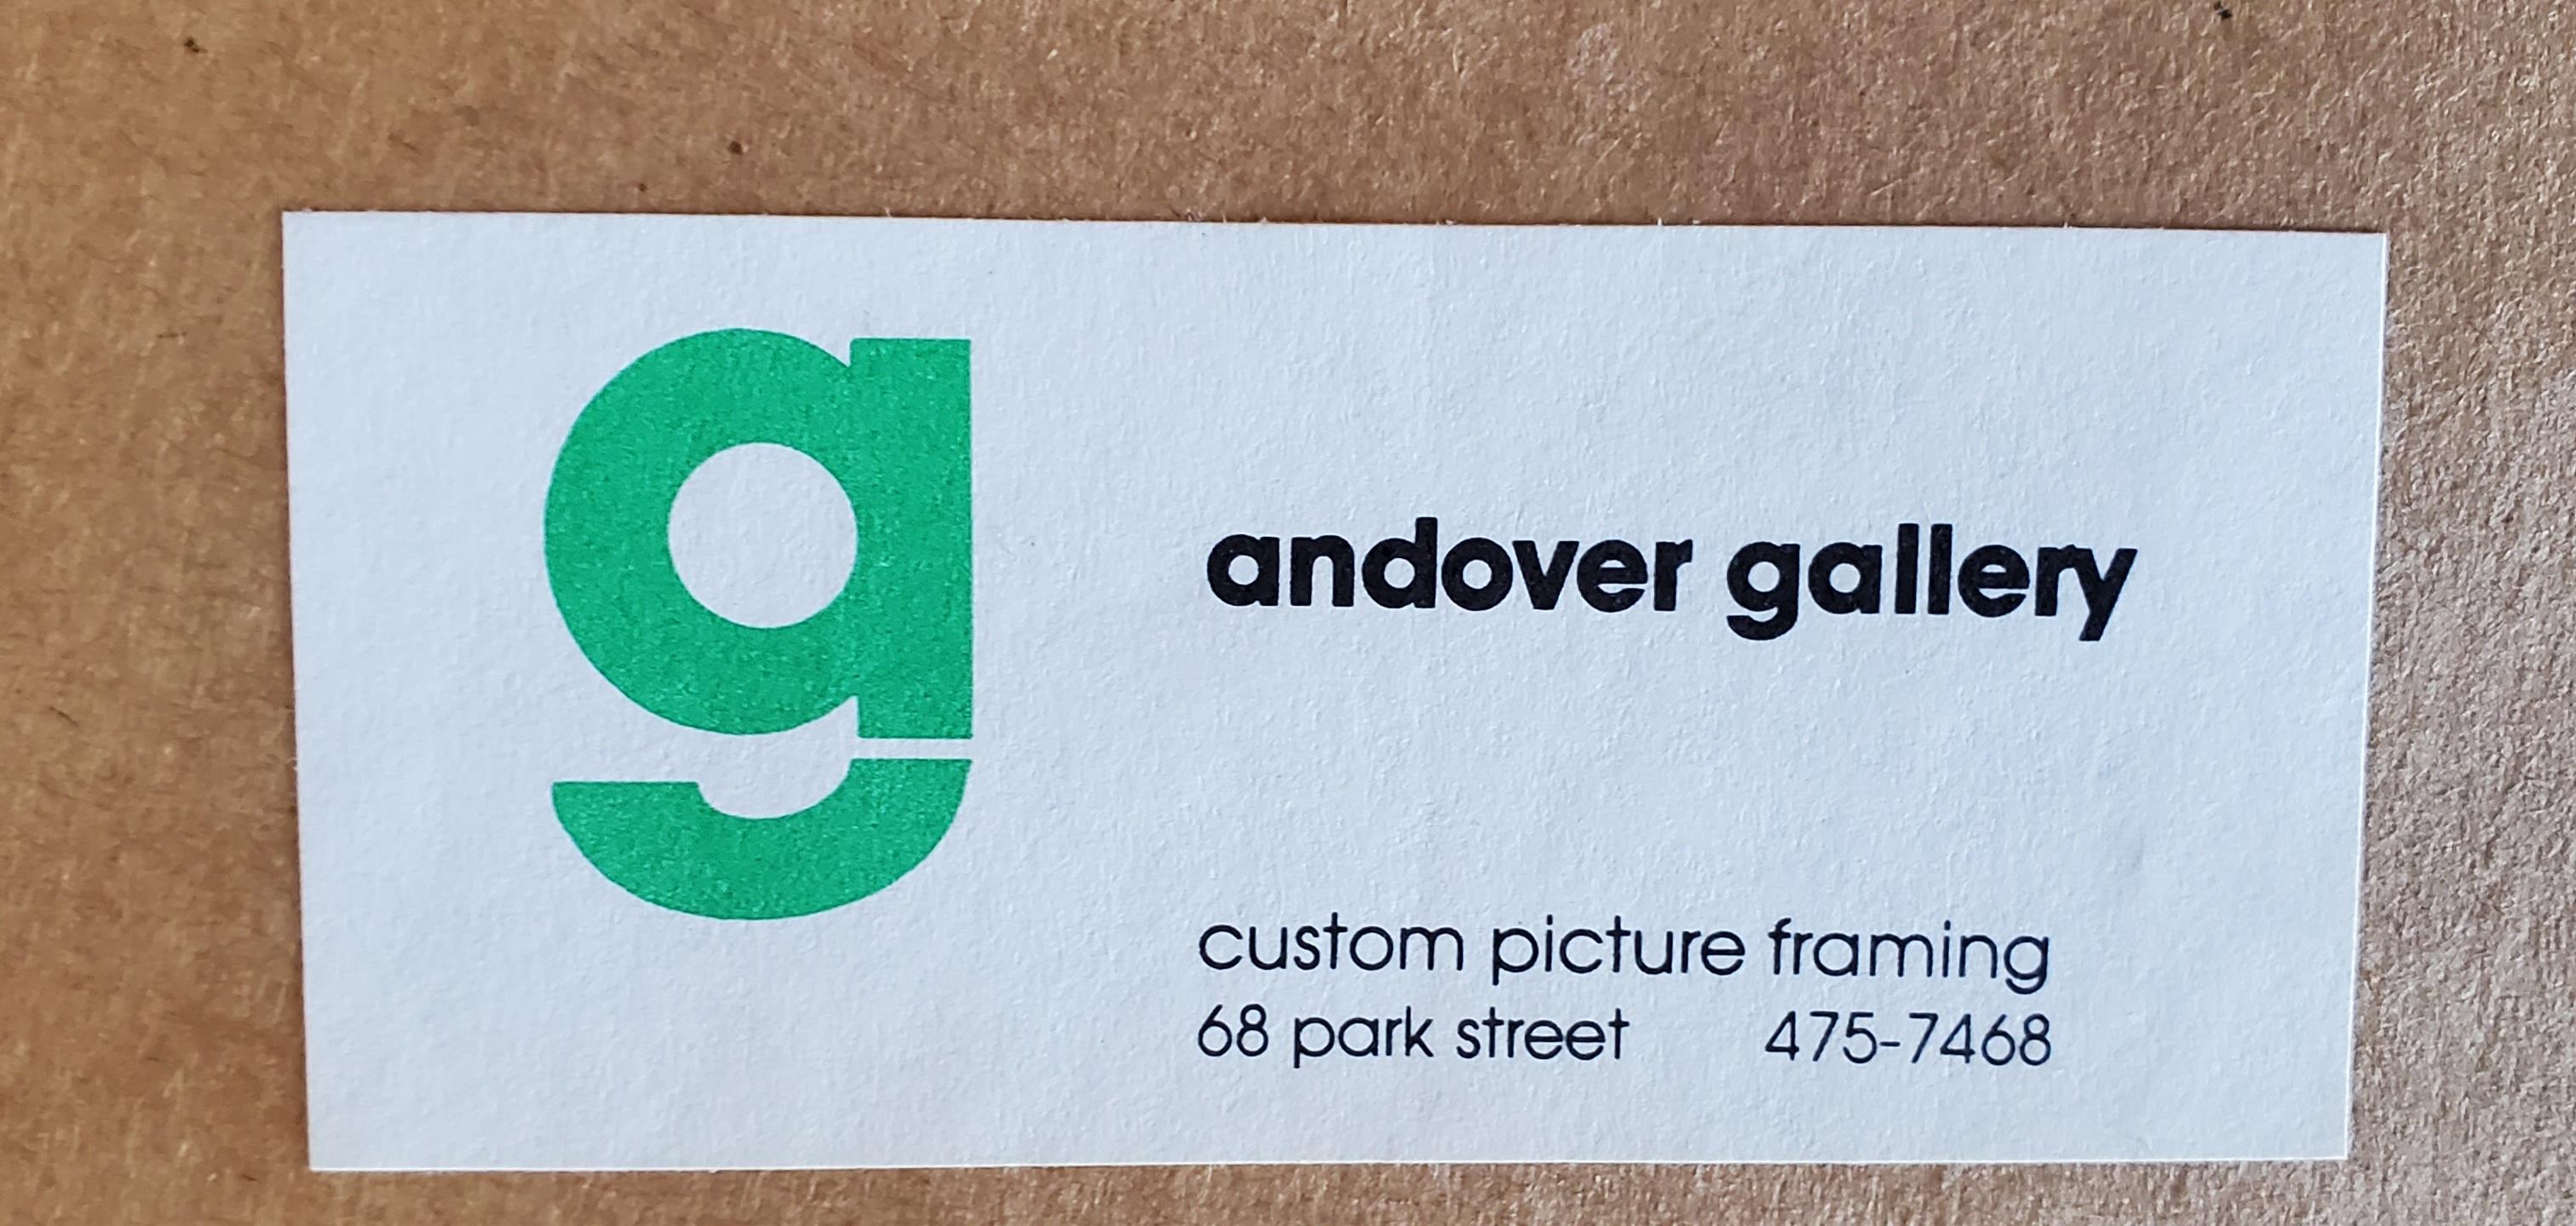 g
andover gallery
custom picture framing
68 park street 475-7468